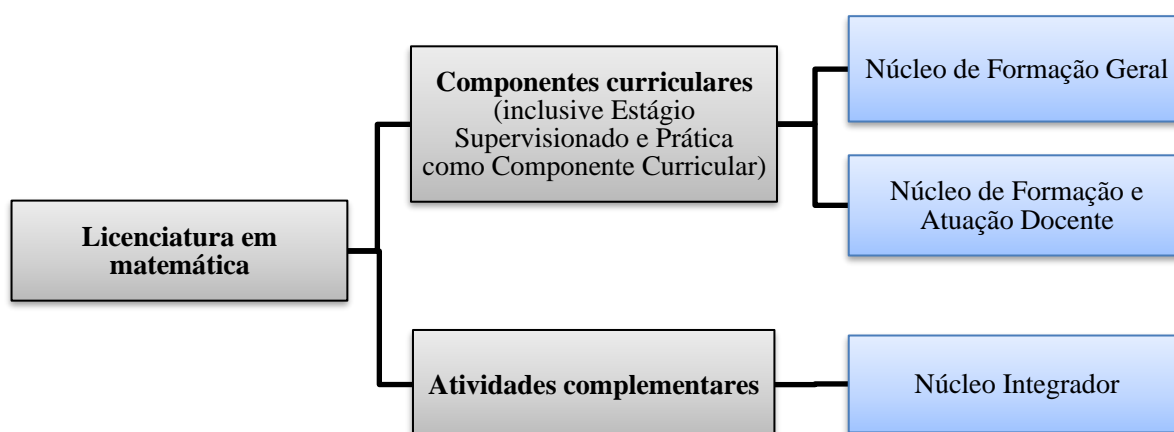 Núcleo de Formação Geral
Componentes curriculares
(inclusive Estágio
Supervisionado e Prática
como Componente Curricular)
Núcleo de Formação e
Atuação Docente
Licenciatura em
matemática
Atividades complementares
Núcleo Integrador